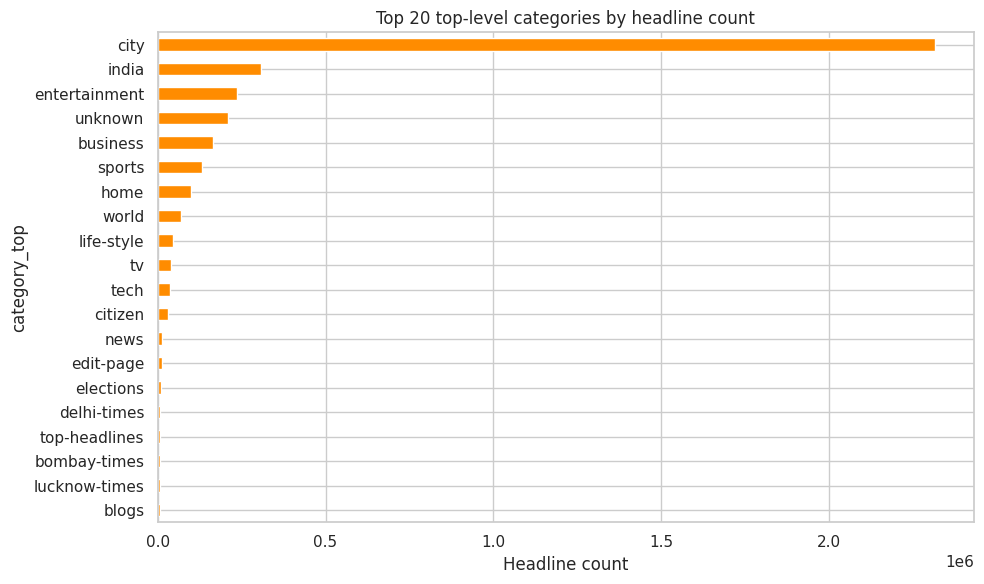 Top 20 top-level categories by headline count
category_top
city
india
entertainment
unknown
business
sports
home
world
life-style
tv
tech
citizen
news
edit-page
elections
delhi-times
top-headlines
bombay-times
lucknow-times
blogs
0.0 0.5 1.0 1.5 2.0
1e6
Headline count